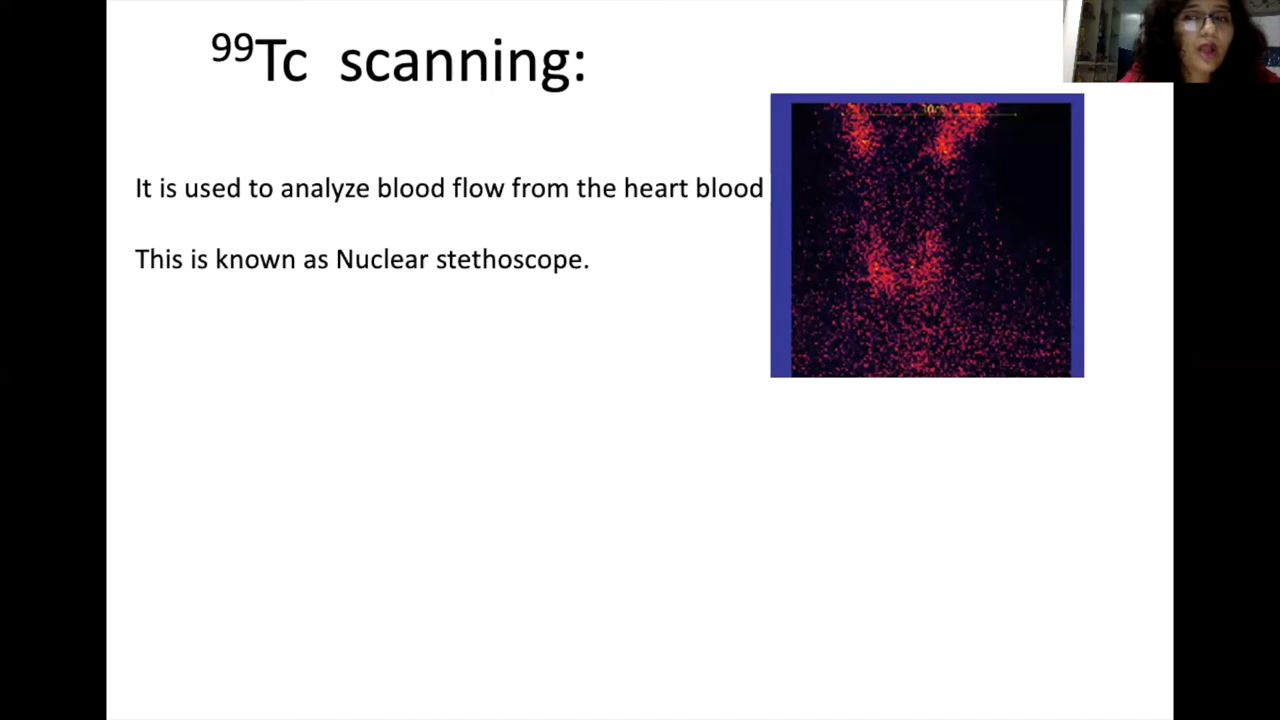 ⁹⁹Tc scanning:
It is used to analyze blood flow from the heart blood
This is known as Nuclear stethoscope.